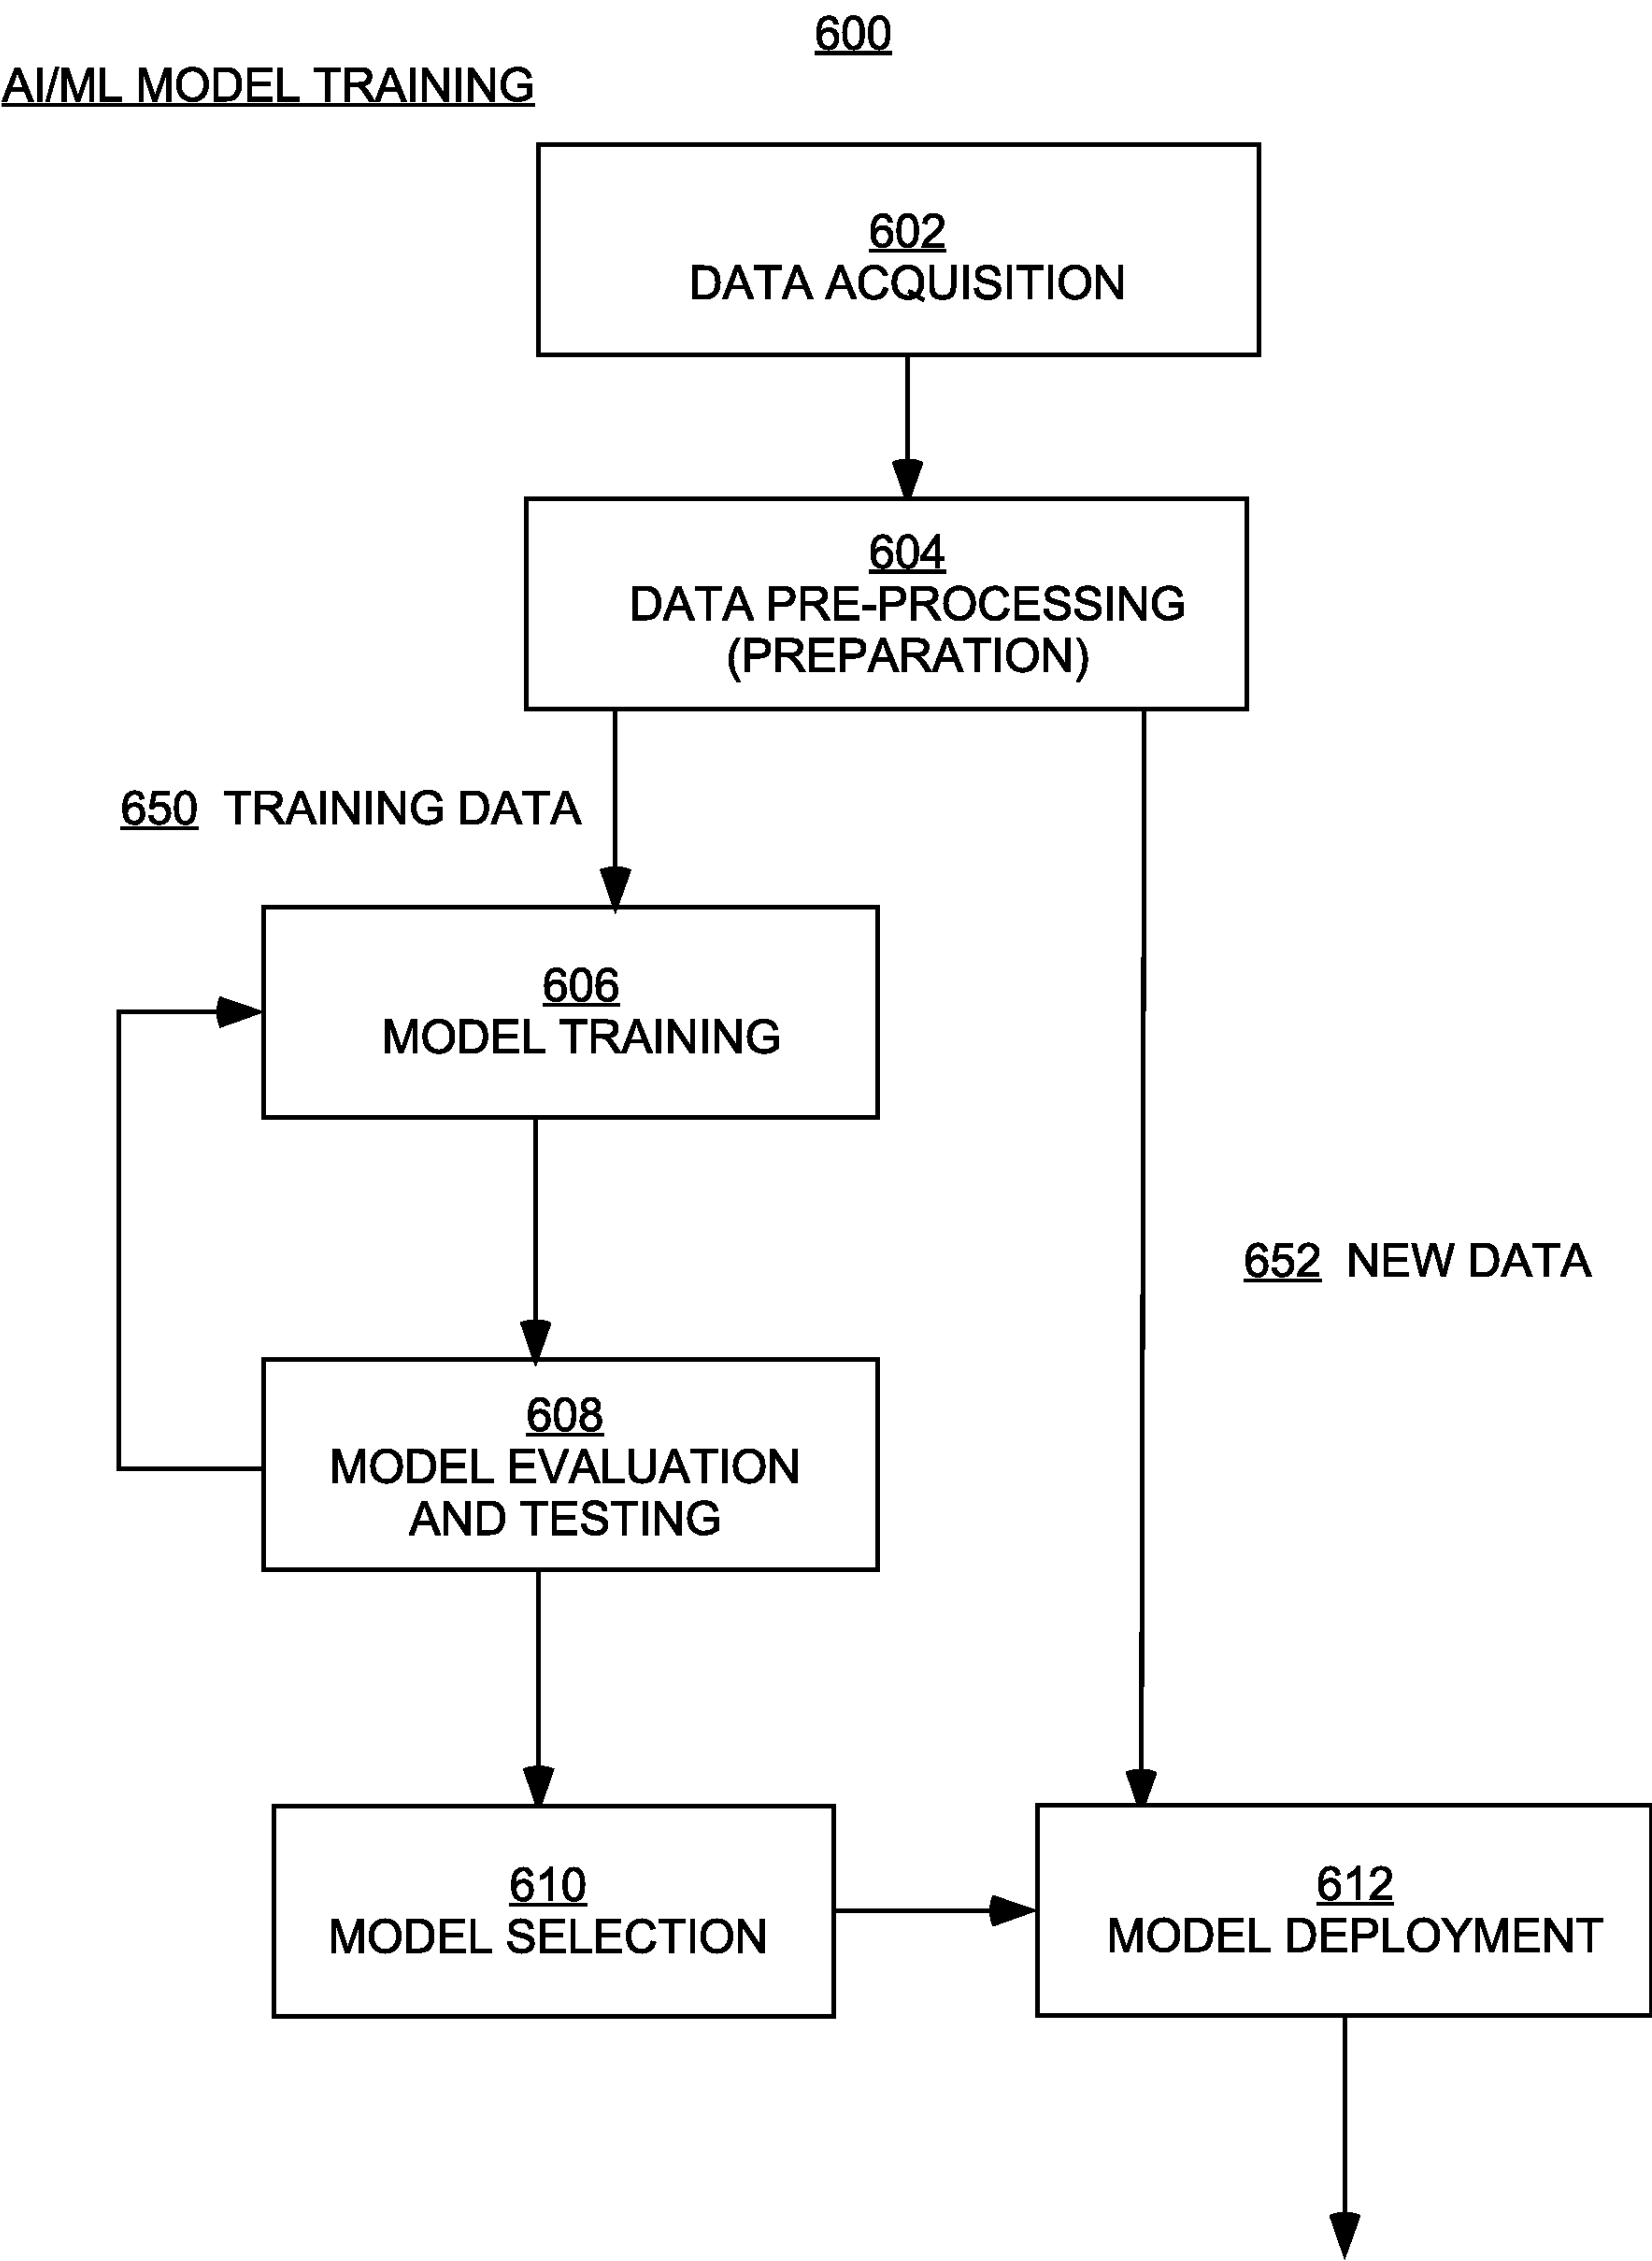 600
AI/ML MODEL TRAINING
602
DATA ACQUISITION
604
DATA PRE-PROCESSING
(PREPARATION)
650 TRAINING DATA
606
MODEL TRAINING
652 NEW DATA
608
MODEL EVALUATION
AND TESTING
610
MODEL SELECTION
612
MODEL DEPLOYMENT